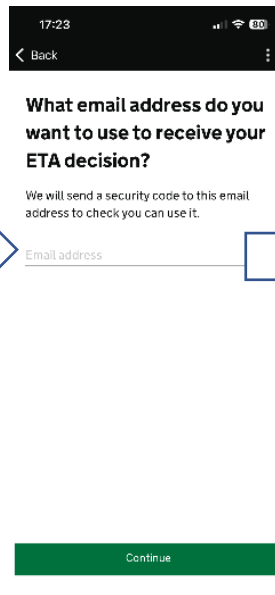 17:23
80
Back
What email address do you
want to use to receive your
ETA decision?
We will send a security code to this email
address to check you can use it.
Email address
Continue